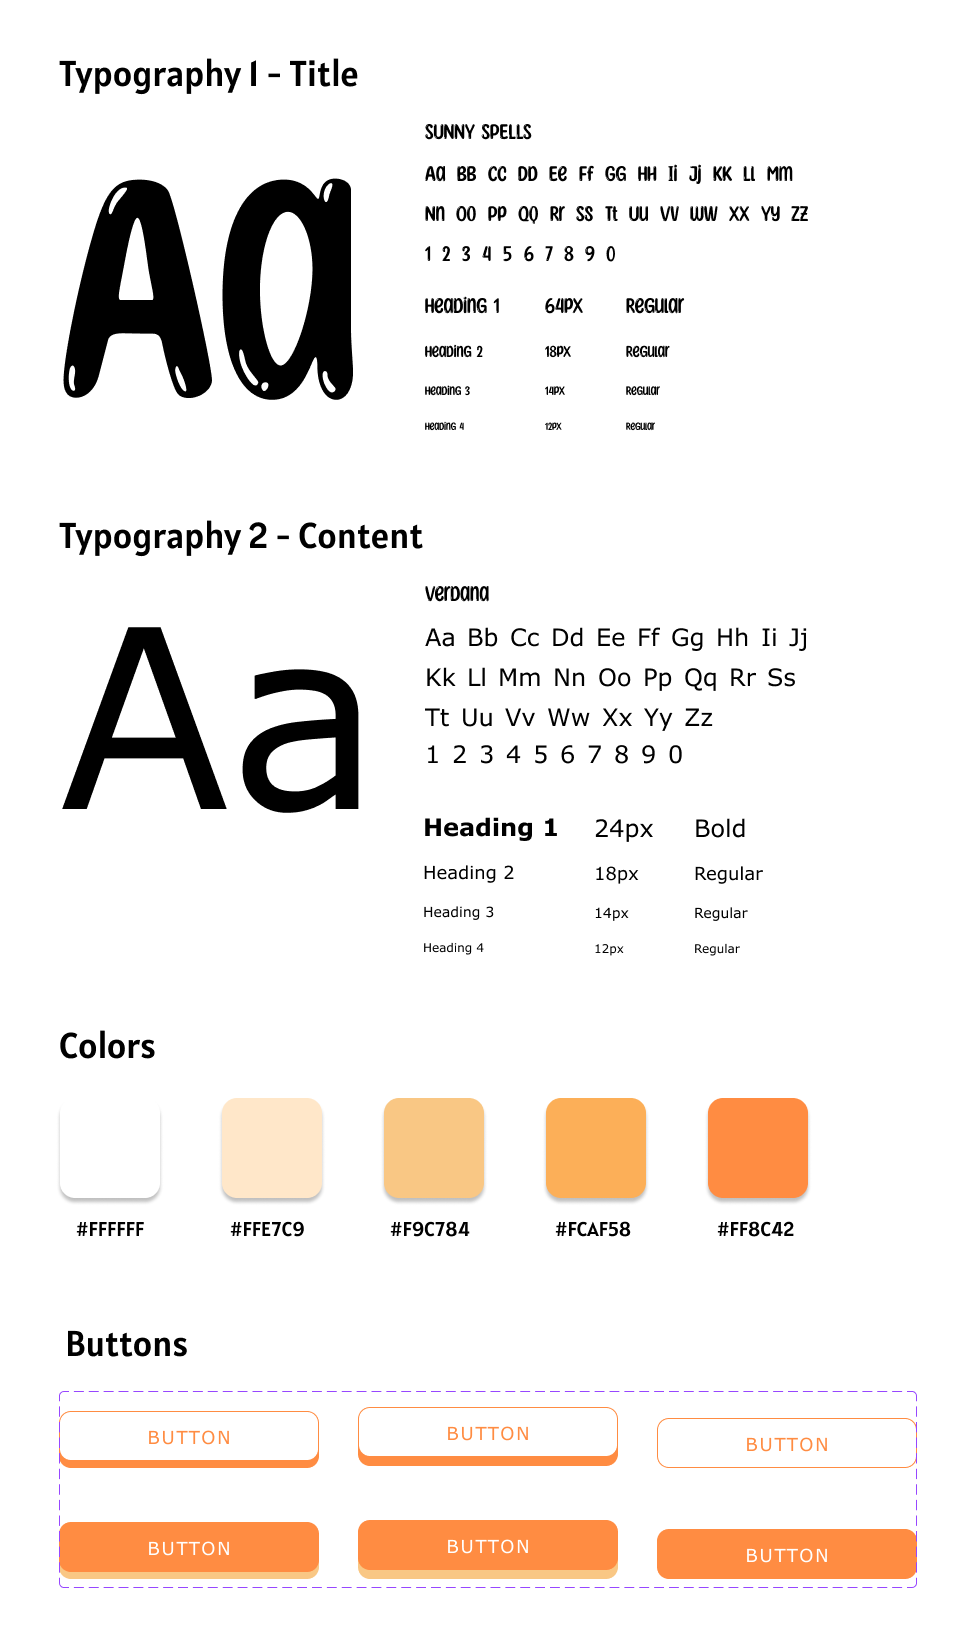 Typography 1 - Title
Aa
SUNNY SPELLS
Aa BB CC DD Ee Ff GG HH Ii Jj KK Ll Mm
Nn OO PP QQ Rr SS Tt UU VV WW XX Yy ZZ
1 2 3 4 5 6 7 8 9 0
Heading 1 64px Regular
Heading 2 18px Regular
Heading 3 14px Regular
Heading 4 12px Regular
Typography 2 - Content
Aa
Verdana
Aa Bb Cc Dd Ee Ff Gg Hh Ii Jj
Kk Ll Mm Nn Oo Pp Qq Rr Ss
Tt Uu Vv Ww Xx Yy Zz
1 2 3 4 5 6 7 8 9 0
Heading 1 24px Bold
Heading 2 18px Regular
Heading 3 14px Regular
Heading 4 12px Regular
Colors
#FFFFFF #FFE7C9 #F9C784 #FCAF58 #FF8C42
Buttons
BUTTON BUTTON BUTTON
BUTTON BUTTON BUTTON